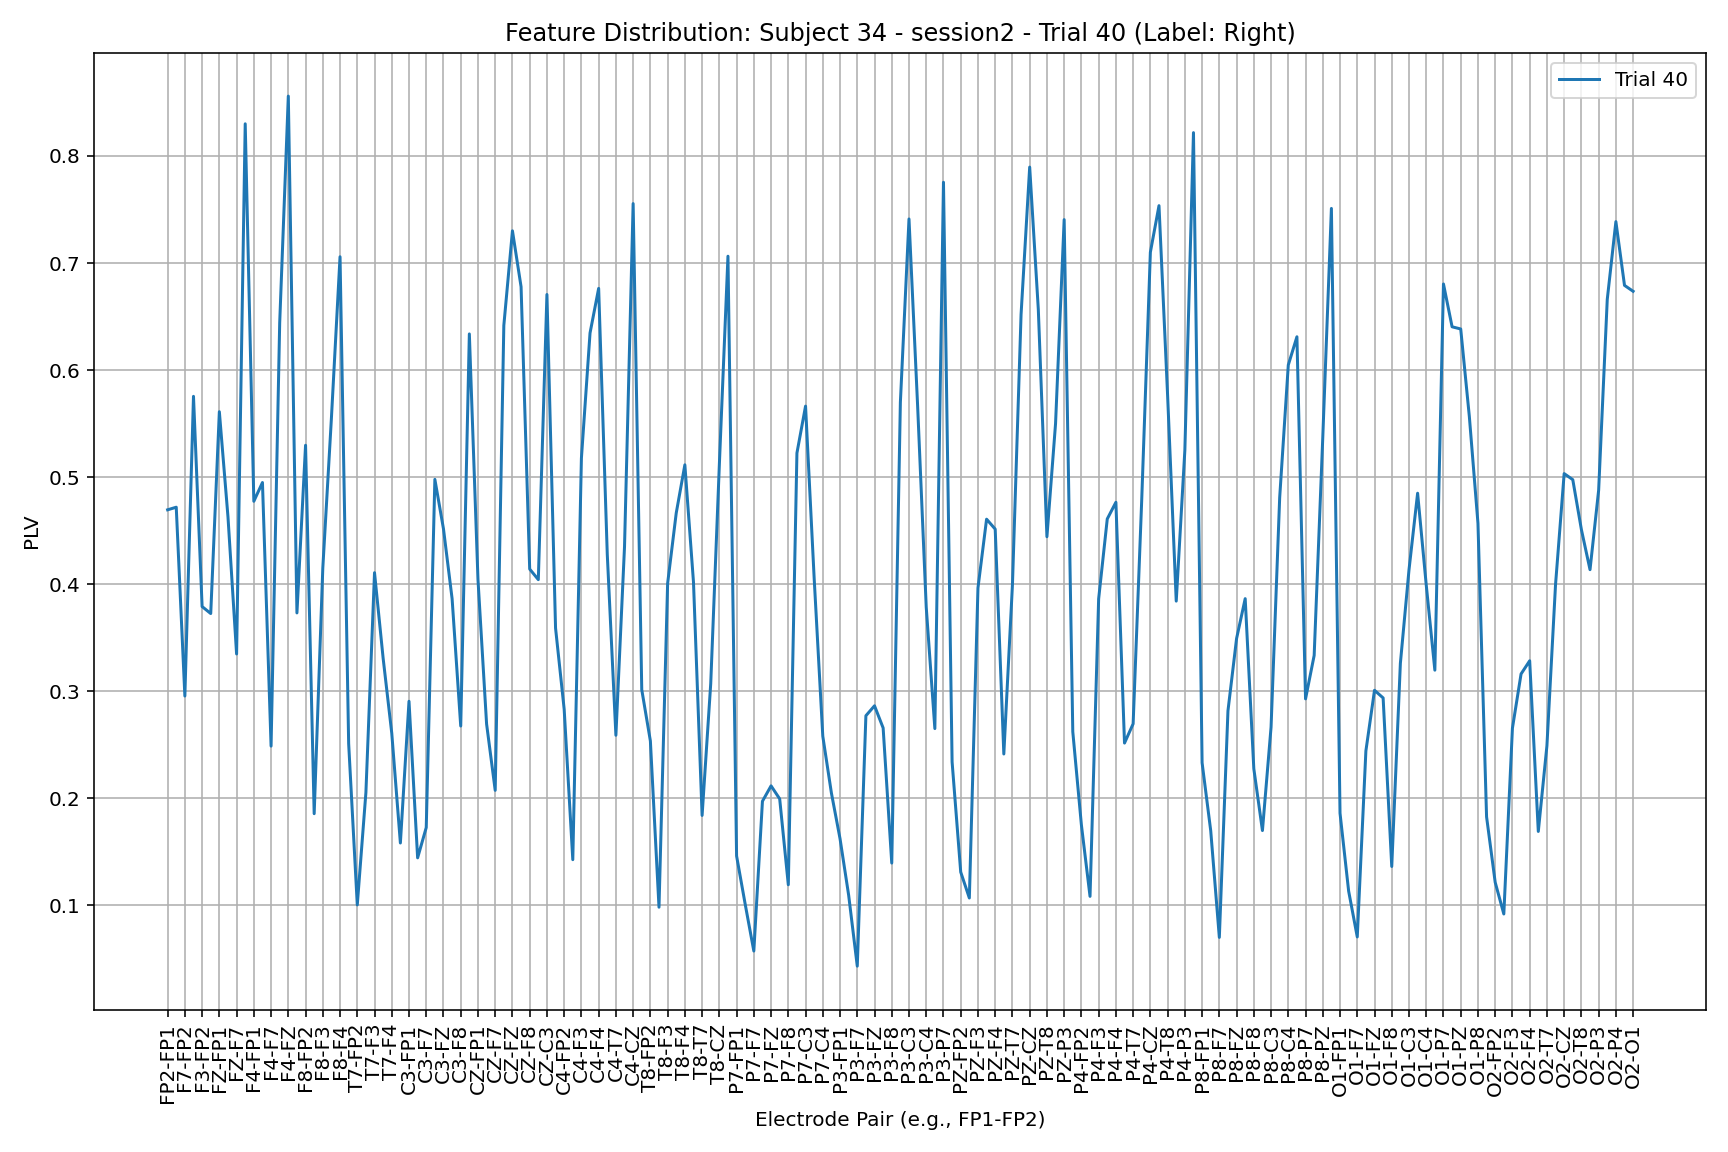 Feature Distribution: Subject 34 - session2 - Trial 40 (Label: Right)
Trial 40
PLV
0.8
0.7
0.6
0.5
0.4
0.3
0.2
0.1
FP2-FP1
F7-FP2
F3-FP2
FZ-FP1
FZ-F7
F4-FP1
F4-F7
F4-FZ
F8-FP2
F8-F3
F8-F4
T7-FP2
T7-F3
T7-F4
C3-FP1
C3-F7
C3-FZ
C3-F8
CZ-FP1
CZ-F7
CZ-FZ
CZ-F8
CZ-C3
C4-FP2
C4-F3
C4-F4
C4-T7
C4-CZ
T8-FP2
T8-F3
T8-F4
T8-T7
T8-CZ
P7-FP1
P7-F7
P7-FZ
P7-F8
P7-C3
P7-C4
P3-FP1
P3-F7
P3-FZ
P3-F8
P3-C3
P3-C4
P3-P7
PZ-FP2
PZ-F3
PZ-F4
PZ-T7
PZ-CZ
PZ-T8
PZ-P3
P4-FP2
P4-F3
P4-F4
P4-T7
P4-CZ
P4-T8
P4-P3
P8-FP1
P8-F7
P8-FZ
P8-F8
P8-C3
P8-C4
P8-P7
P8-PZ
O1-FP1
O1-F7
O1-FZ
O1-F8
O1-C3
O1-C4
O1-P7
O1-PZ
O1-P8
O2-FP2
O2-F3
O2-F4
O2-T7
O2-CZ
O2-T8
O2-P3
O2-P4
O2-O1
Electrode Pair (e.g., FP1-FP2)